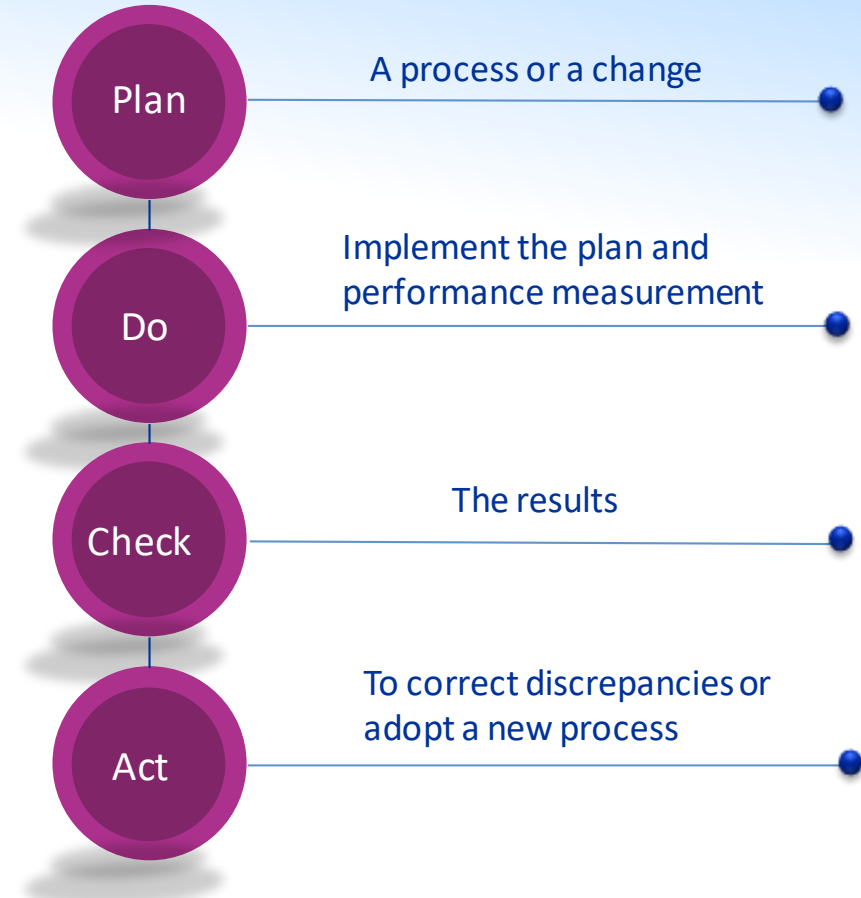 Plan
A process or a change
Do
Implement the plan and
performance measurement
Check
The results
Act
To correct discrepancies or
adopt a new process